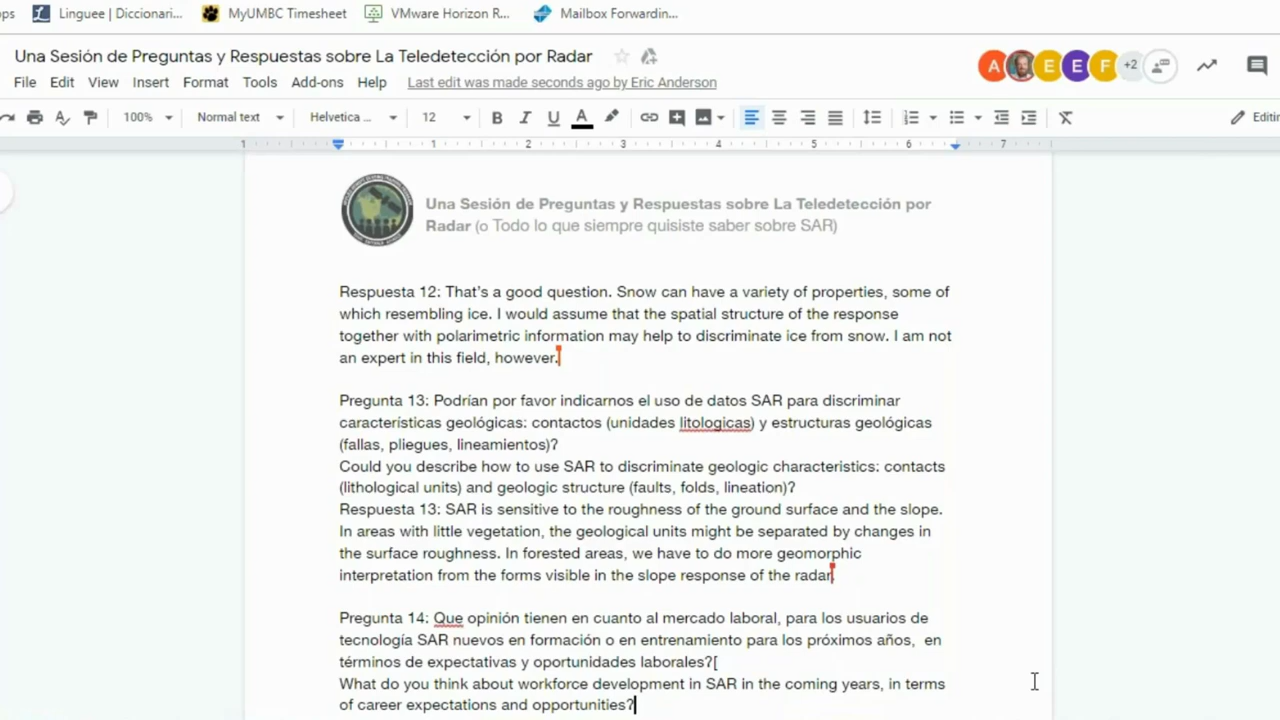 ps Linguee | Diccionari... MyUMBC Timesheet VMware Horizon R... Mailbox Forwardin...
Una Sesión de Preguntas y Respuestas sobre La Teledetección por Radar
A E E F +2
File Edit View Insert Format Tools Add-ons Help Last edit was made seconds ago by Eric Anderson
100% Normal text Helvetica ... 12 B I U A Editin
1 1 2 3 4 5 6 7
Una Sesión de Preguntas y Respuestas sobre La Teledetección por
Radar (o Todo lo que siempre quisiste saber sobre SAR)
Respuesta 12: That's a good question. Snow can have a variety of properties, some of
which resembling ice. I would assume that the spatial structure of the response
together with polarimetric information may help to discriminate ice from snow. I am not
an expert in this field, however.
Pregunta 13: Podrían por favor indicarnos el uso de datos SAR para discriminar
características geológicas: contactos (unidades litologicas) y estructuras geológicas
(fallas, pliegues, lineamientos)?
Could you describe how to use SAR to discriminate geologic characteristics: contacts
(lithological units) and geologic structure (faults, folds, lineation)?
Respuesta 13: SAR is sensitive to the roughness of the ground surface and the slope.
In areas with little vegetation, the geological units might be separated by changes in
the surface roughness. In forested areas, we have to do more geomorphic
interpretation from the forms visible in the slope response of the radar.
Pregunta 14: Que opinión tienen en cuanto al mercado laboral, para los usuarios de
tecnología SAR nuevos en formación o en entrenamiento para los próximos años, en
términos de expectativas y oportunidades laborales?[
What do you think about workforce development in SAR in the coming years, in terms
of career expectations and opportunities?